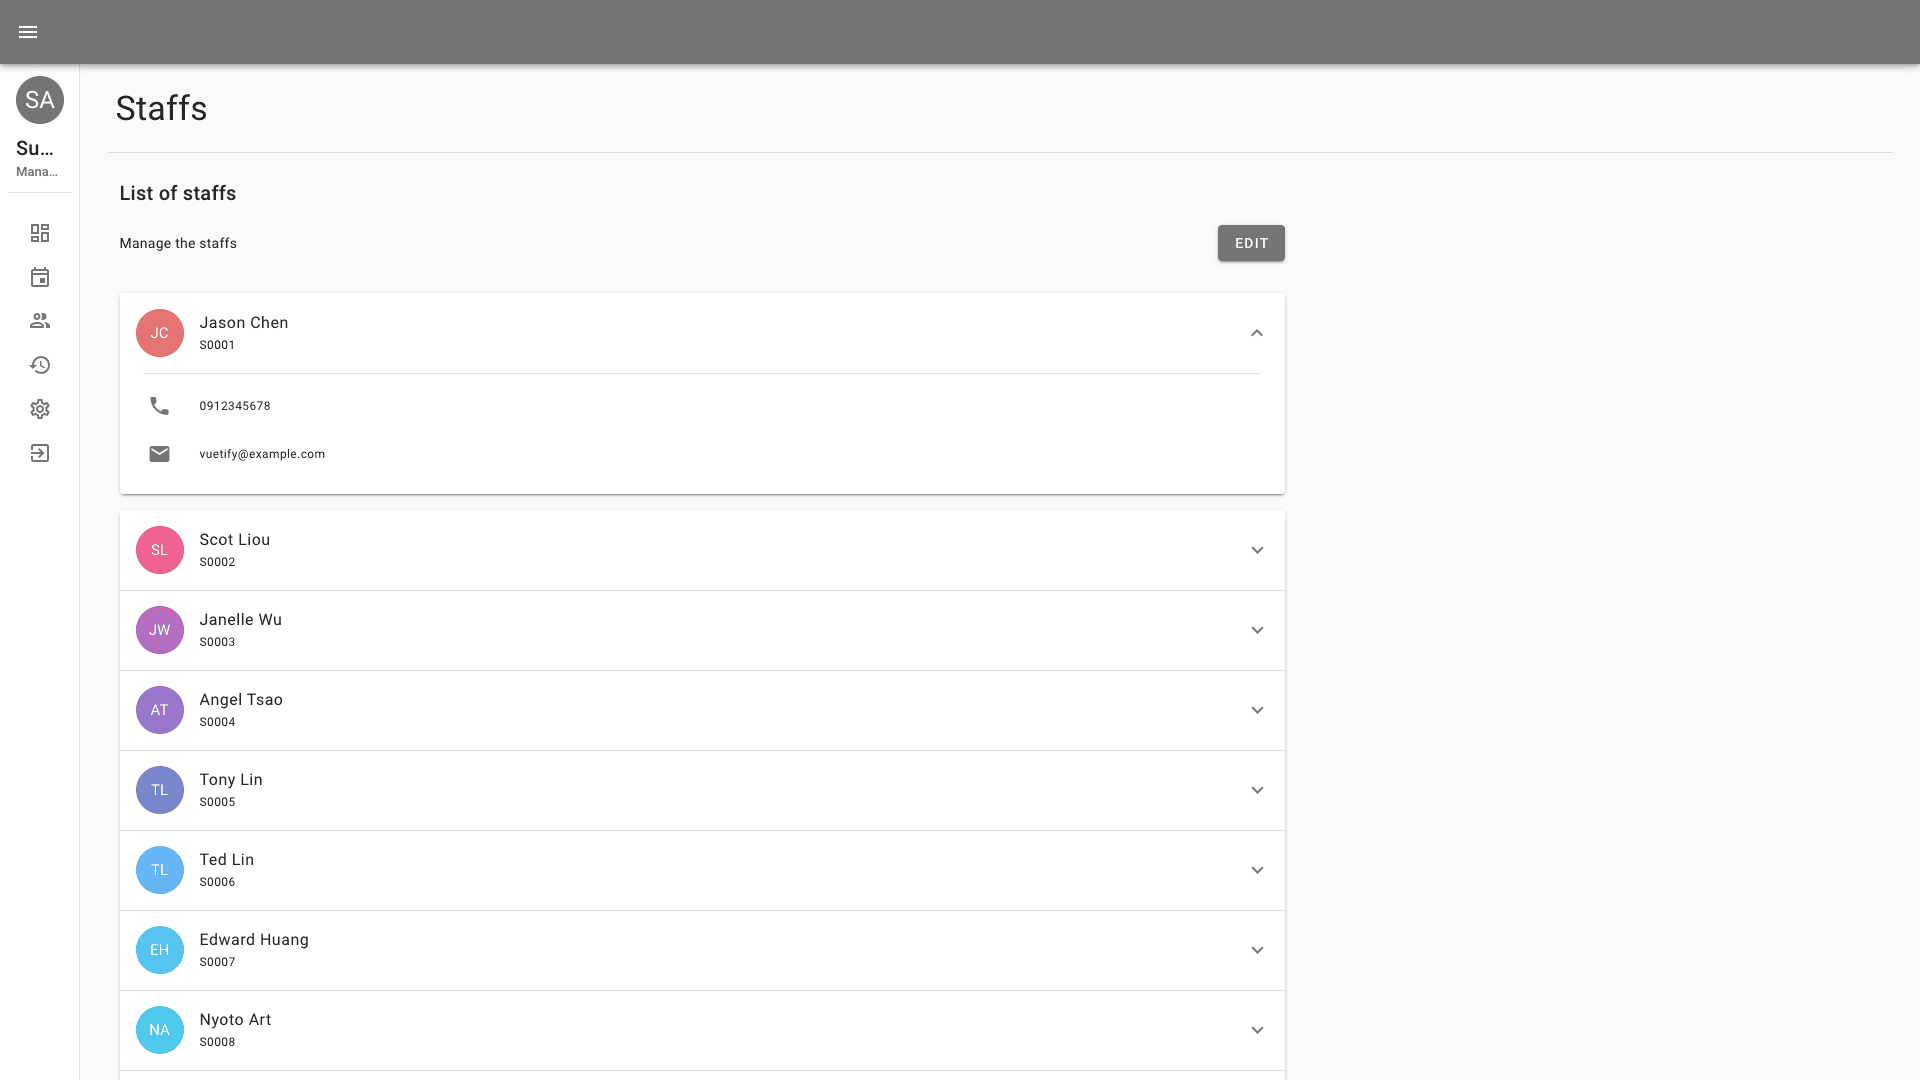 SA
Su...
Mana...
Staffs
List of staffs
Manage the staffs
EDIT
JC
Jason Chen
S0001
0912345678
vuetify@example.com
SL
Scot Liou
S0002
JW
Janelle Wu
S0003
AT
Angel Tsao
S0004
TL
Tony Lin
S0005
TL
Ted Lin
S0006
EH
Edward Huang
S0007
NA
Nyoto Art
S0008